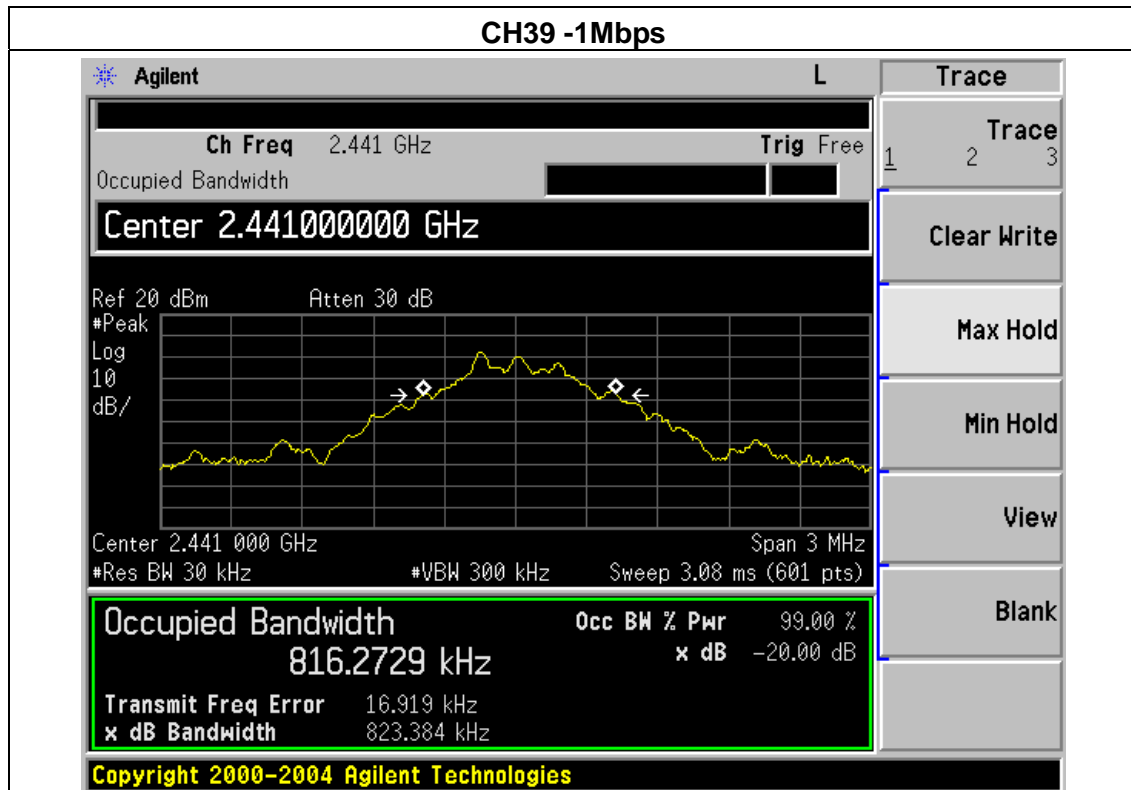 CH39 -1Mbps
Agilent L Trace
Ch Freq 2.441 GHz Trig Free
Occupied Bandwidth
Center 2.441000000 GHz
Ref 20 dBm Atten 30 dB
#Peak
Log
10
dB/
Center 2.441 000 GHz Span 3 MHz
#Res BW 30 kHz #VBW 300 kHz Sweep 3.08 ms (601 pts)
Occupied Bandwidth Occ BW % Pwr 99.00 %
816.2729 kHz x dB -20.00 dB
Transmit Freq Error 16.919 kHz
x dB Bandwidth 823.384 kHz
Copyright 2000-2004 Agilent Technologies
Trace
1 2 3
Clear Write
Max Hold
Min Hold
View
Blank